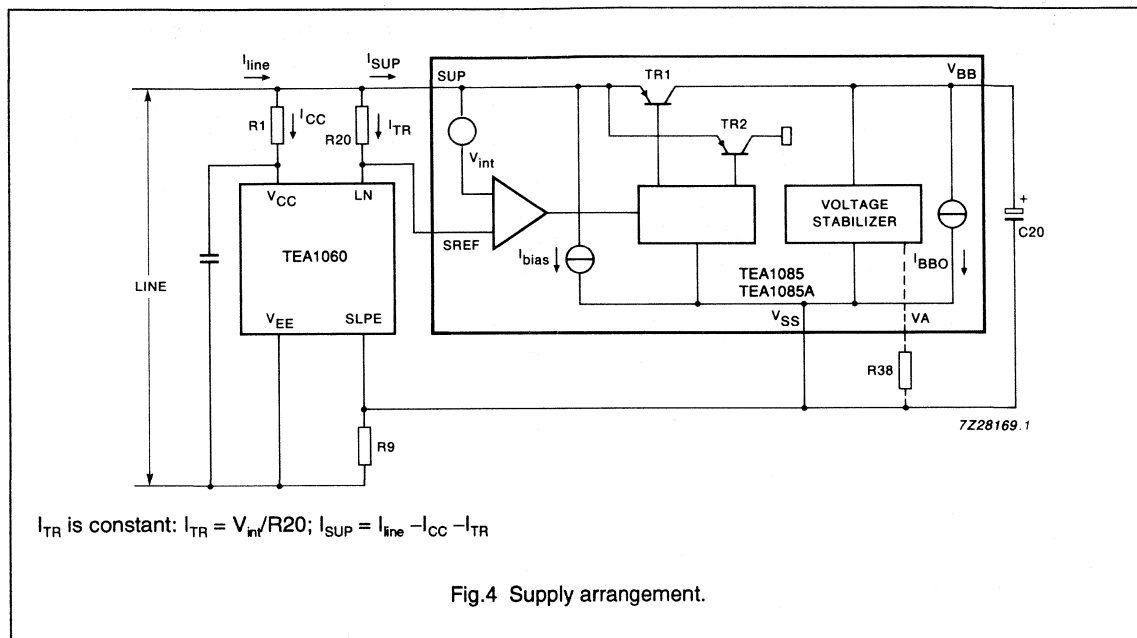 I_line
I_SUP
SUP
TR1
V_BB
R1
I_CC
R20
I_TR
TR2
V_int
V_CC
LN
VOLTAGE
STABILIZER
+
C20
SREF
TEA1060
I_bias
I_BBO
LINE
TEA1085
TEA1085A
V_EE
SLPE
V_SS
VA
R38
7Z28169.1
R9
I_TR is constant: I_TR = V_int/R20; I_SUP = I_line –I_CC –I_TR
Fig.4 Supply arrangement.